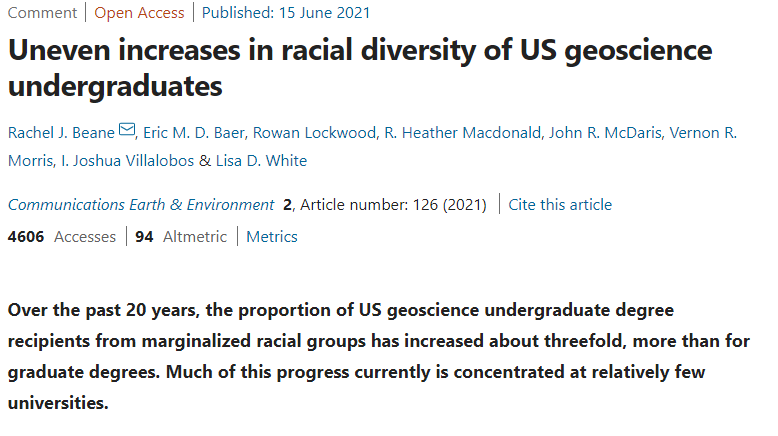 Comment | Open Access | Published: 15 June 2021
Uneven increases in racial diversity of US geoscience
undergraduates
Rachel J. Beane, Eric M. D. Baer, Rowan Lockwood, R. Heather Macdonald, John R. McDaris, Vernon R.
Morris, I. Joshua Villalobos & Lisa D. White
Communications Earth & Environment 2, Article number: 126 (2021) | Cite this article
4606 Accesses | 94 Altmetric | Metrics
Over the past 20 years, the proportion of US geoscience undergraduate degree
recipients from marginalized racial groups has increased about threefold, more than for
graduate degrees. Much of this progress currently is concentrated at relatively few
universities.